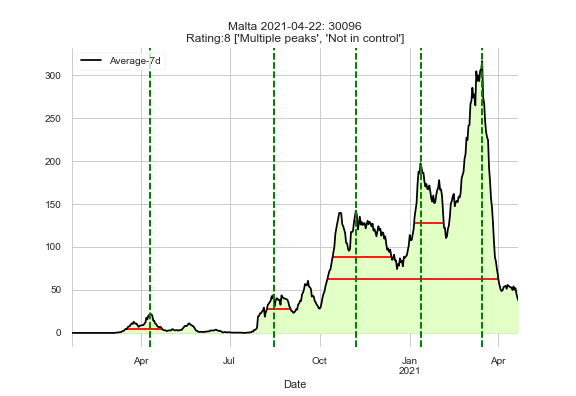 Malta 2021-04-22: 30096
Rating:8 ['Multiple peaks', 'Not in control']
Average-7d
300
250
200
150
100
50
0
Apr
Jul
Oct
Jan
2021
Apr
Date